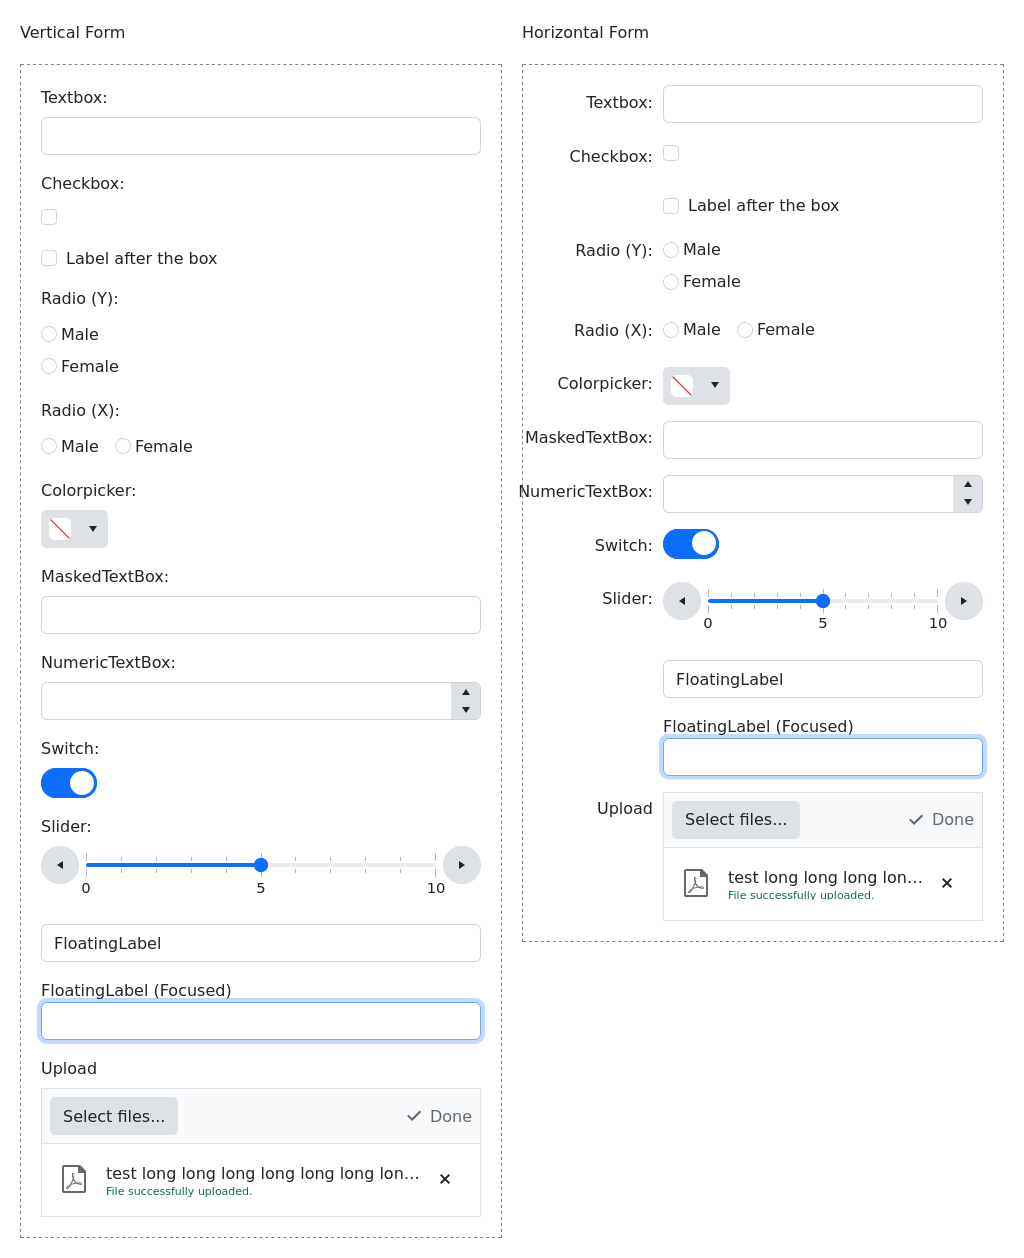 Vertical Form
Textbox:
Checkbox:
Label after the box
Radio (Y):
Male
Female
Radio (X):
Male Female
Colorpicker:
MaskedTextBox:
NumericTextBox:
Switch:
Slider:
0 5 10
FloatingLabel
FloatingLabel (Focused)
Upload
Select files... Done
test long long long long long long lon...
File successfully uploaded.
Horizontal Form
Textbox:
Checkbox:
Label after the box
Radio (Y): Male
Female
Radio (X): Male Female
Colorpicker:
MaskedTextBox:
NumericTextBox:
Switch:
Slider:
0 5 10
FloatingLabel
FloatingLabel (Focused)
Upload Select files... Done
test long long long lon...
File successfully uploaded.